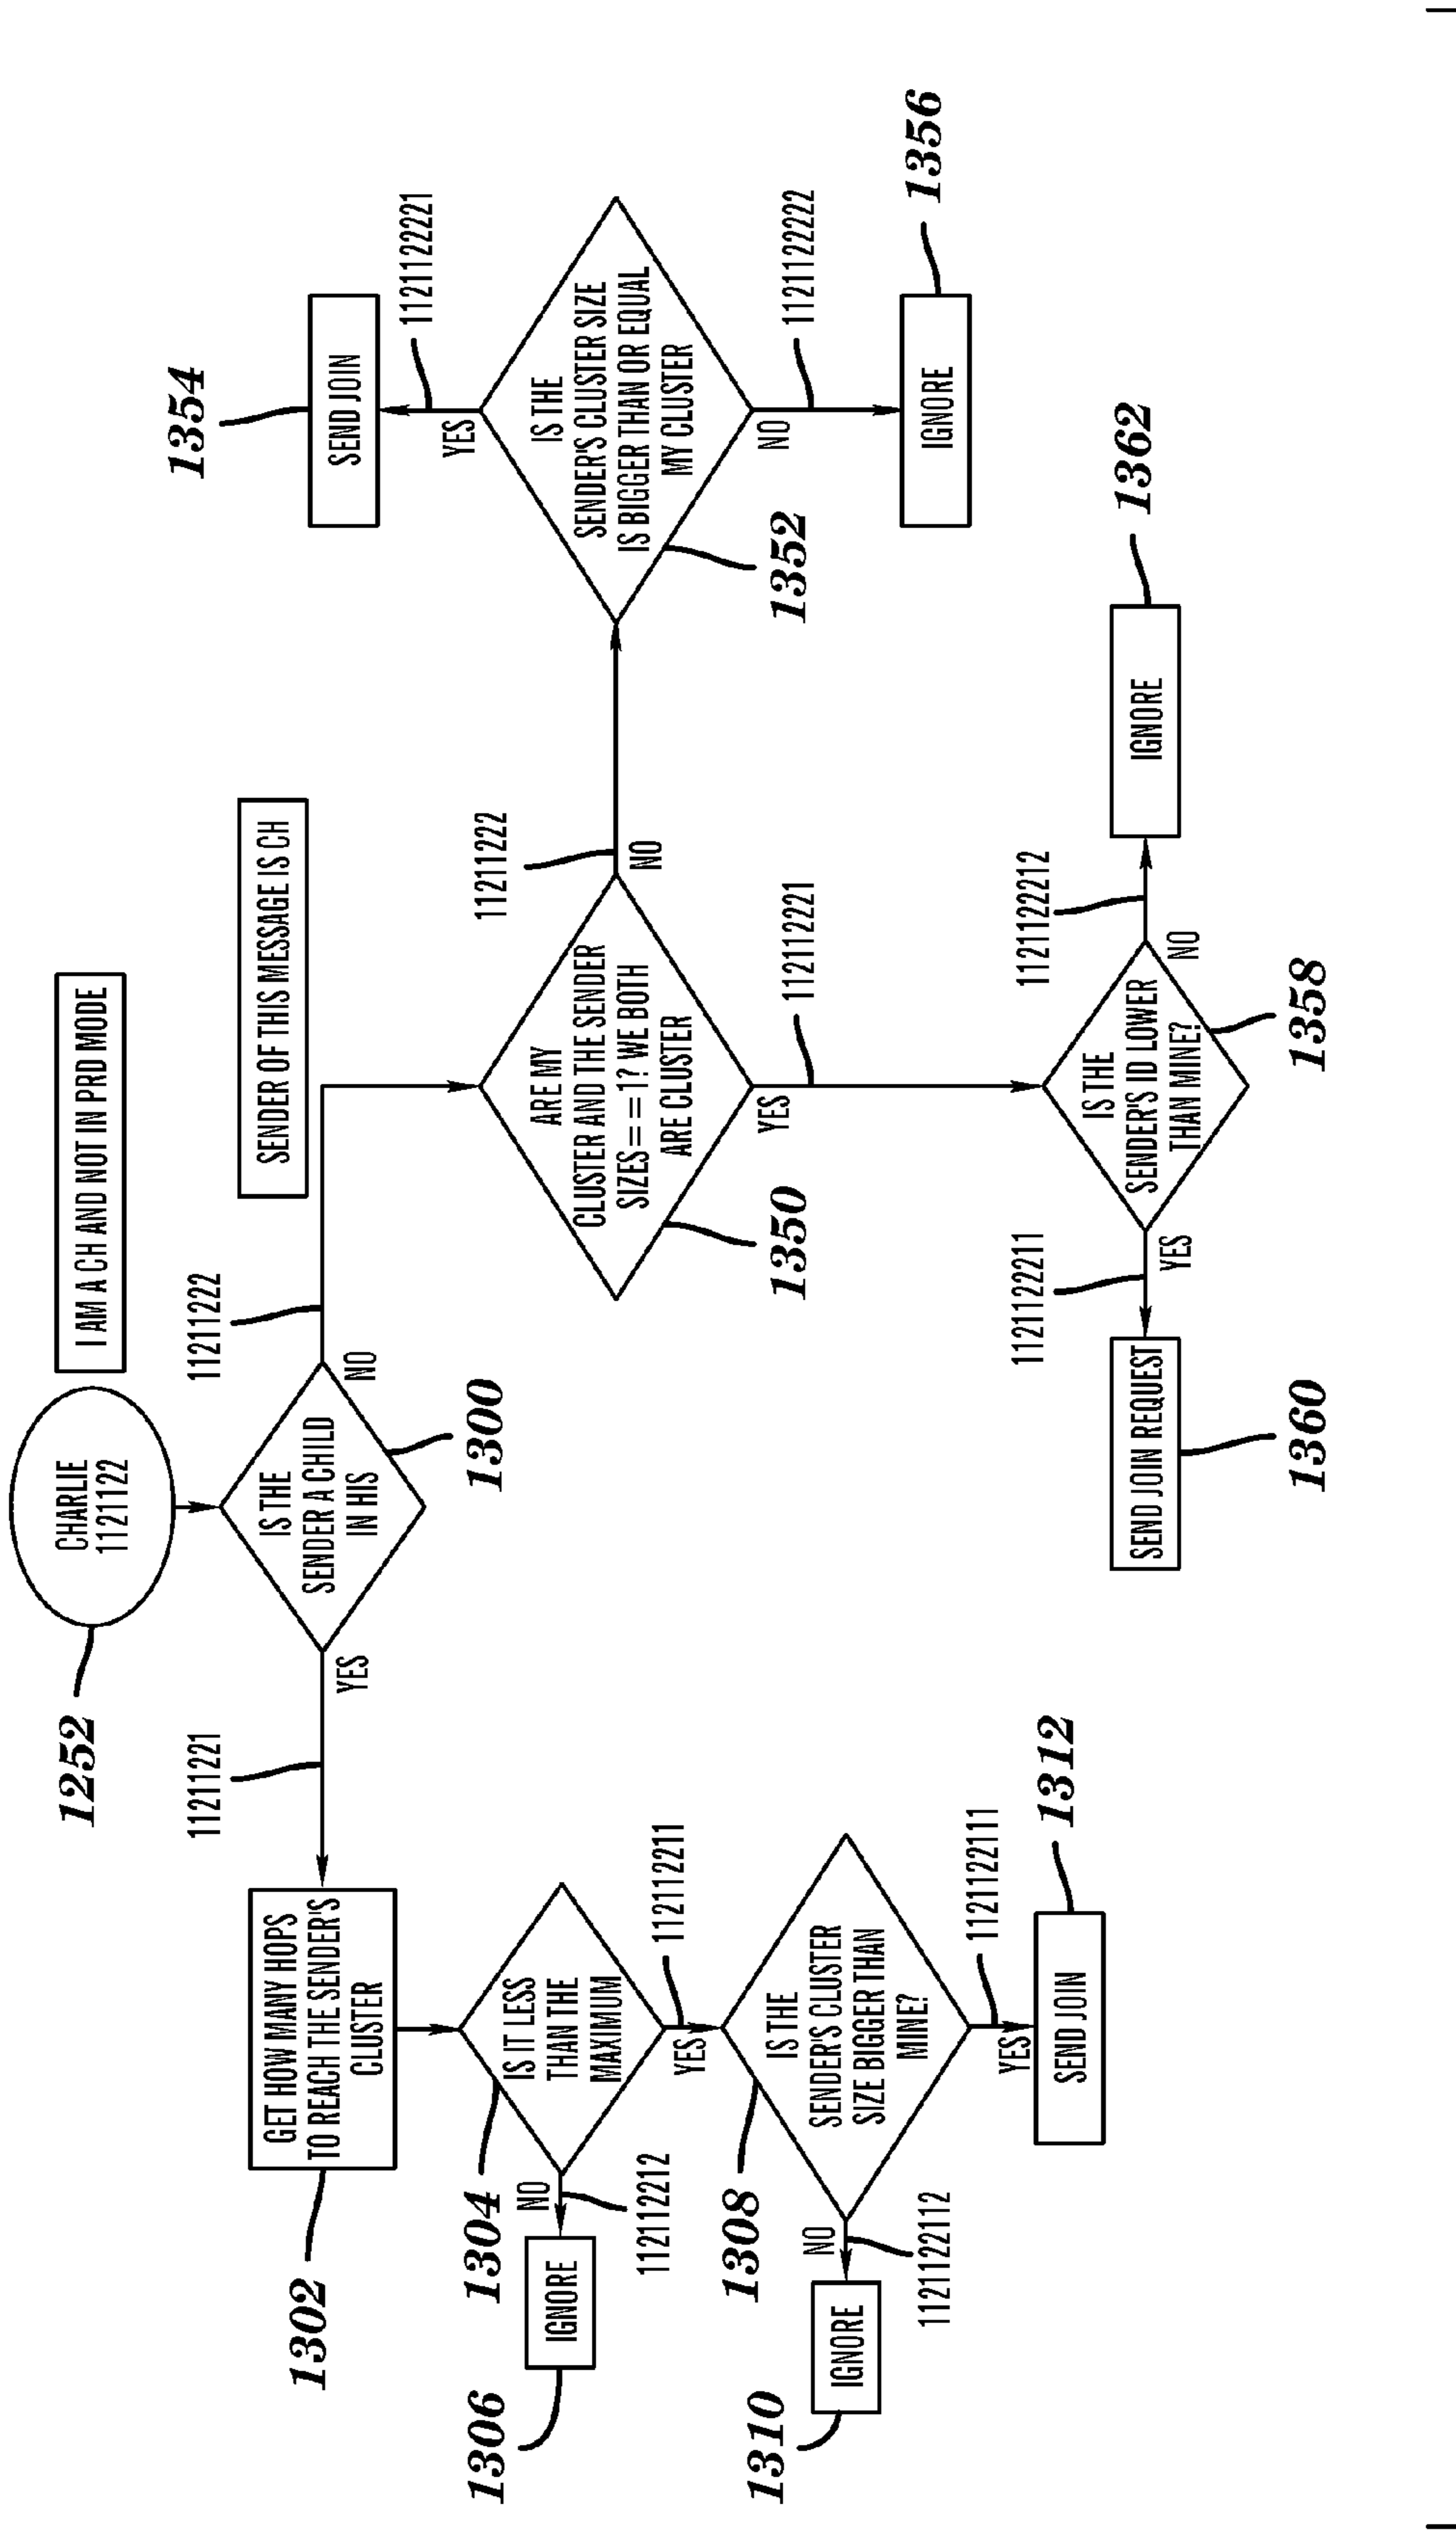 CHARLIE
1121122
I AM A CH AND NOT IN PRD MODE
1252
1354
11211221
11211222
SENDER OF THIS MESSAGE IS CH
IS THE
SENDER A CHILD
IN HIS
YES
NO
1300
1302
GET HOW MANY HOPS
TO REACH THE SENDER'S
CLUSTER
SEND JOIN
1121122221
YES
11211222
1304
IS IT LESS
THAN THE
MAXIMUM
NO
1306
IGNORE
112112212
YES
112112211
ARE MY
CLUSTER AND THE SENDER
SIZES== 1? WE BOTH
ARE CLUSTER
NO
1350
YES
112112221
IS THE
SENDER'S CLUSTER SIZE
IS BIGGER THAN OR EQUAL
MY CLUSTER
1352
NO
1121122222
IGNORE
1356
1308
IS THE
SENDER'S CLUSTER
SIZE BIGGER THAN
MINE?
NO
1310
IGNORE
1121122112
YES
1121122111
SEND JOIN
1312
1121122211
1121122212
IS THE
SENDER'S ID LOWER
THAN MINE?
YES
NO
SEND JOIN REQUEST
IGNORE
1362
1360
1358